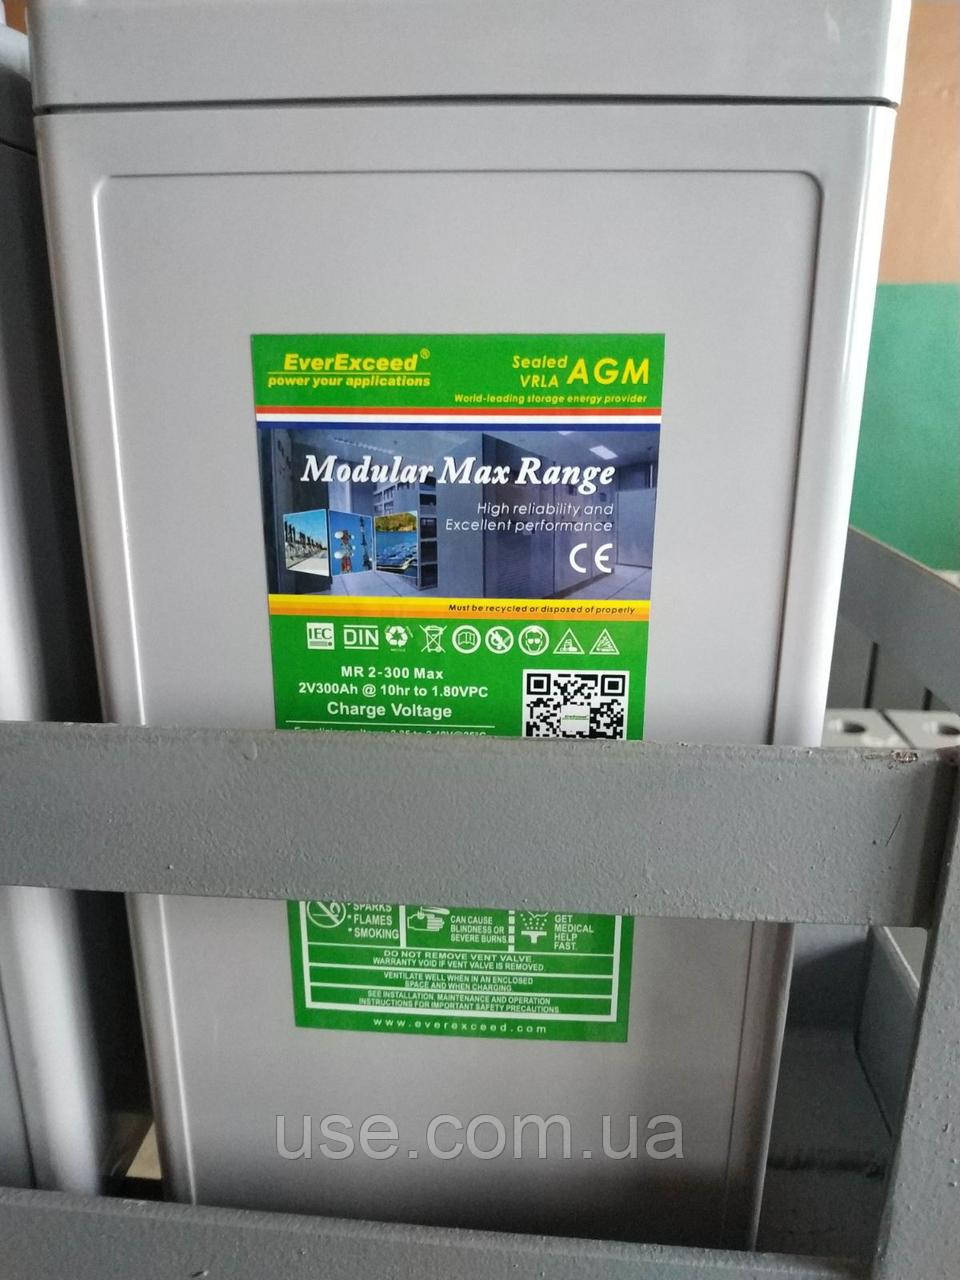 EverExceed®
power your applications
Sealed
VRLA AGM
World-leading storage energy provider
Modular Max Range
High reliability and
Excellent performance
CE
Must be recycled or disposed of properly
IEC DIN
MR 2-300 Max
2V300Ah @ 10hr to 1.80VPC
Charge Voltage
EverExceed
SPARKS
FLAMES
SMOKING
CAN CAUSE
BLINDNESS OR
SEVERE BURNS
GET
MEDICAL
HELP
FAST.
DO NOT REMOVE VENT VALVE.
WARRANTY VOID IF VENT VALVE IS REMOVED.
VENTILATE WELL WHEN IN AN ENCLOSED
SPACE AND WHEN CHARGING.
SEE INSTALLATION, MAINTENANCE AND OPERATION
INSTRUCTIONS FOR IMPORTANT SAFETY PRECAUTIONS.
www.everexceed.com
use.com.ua